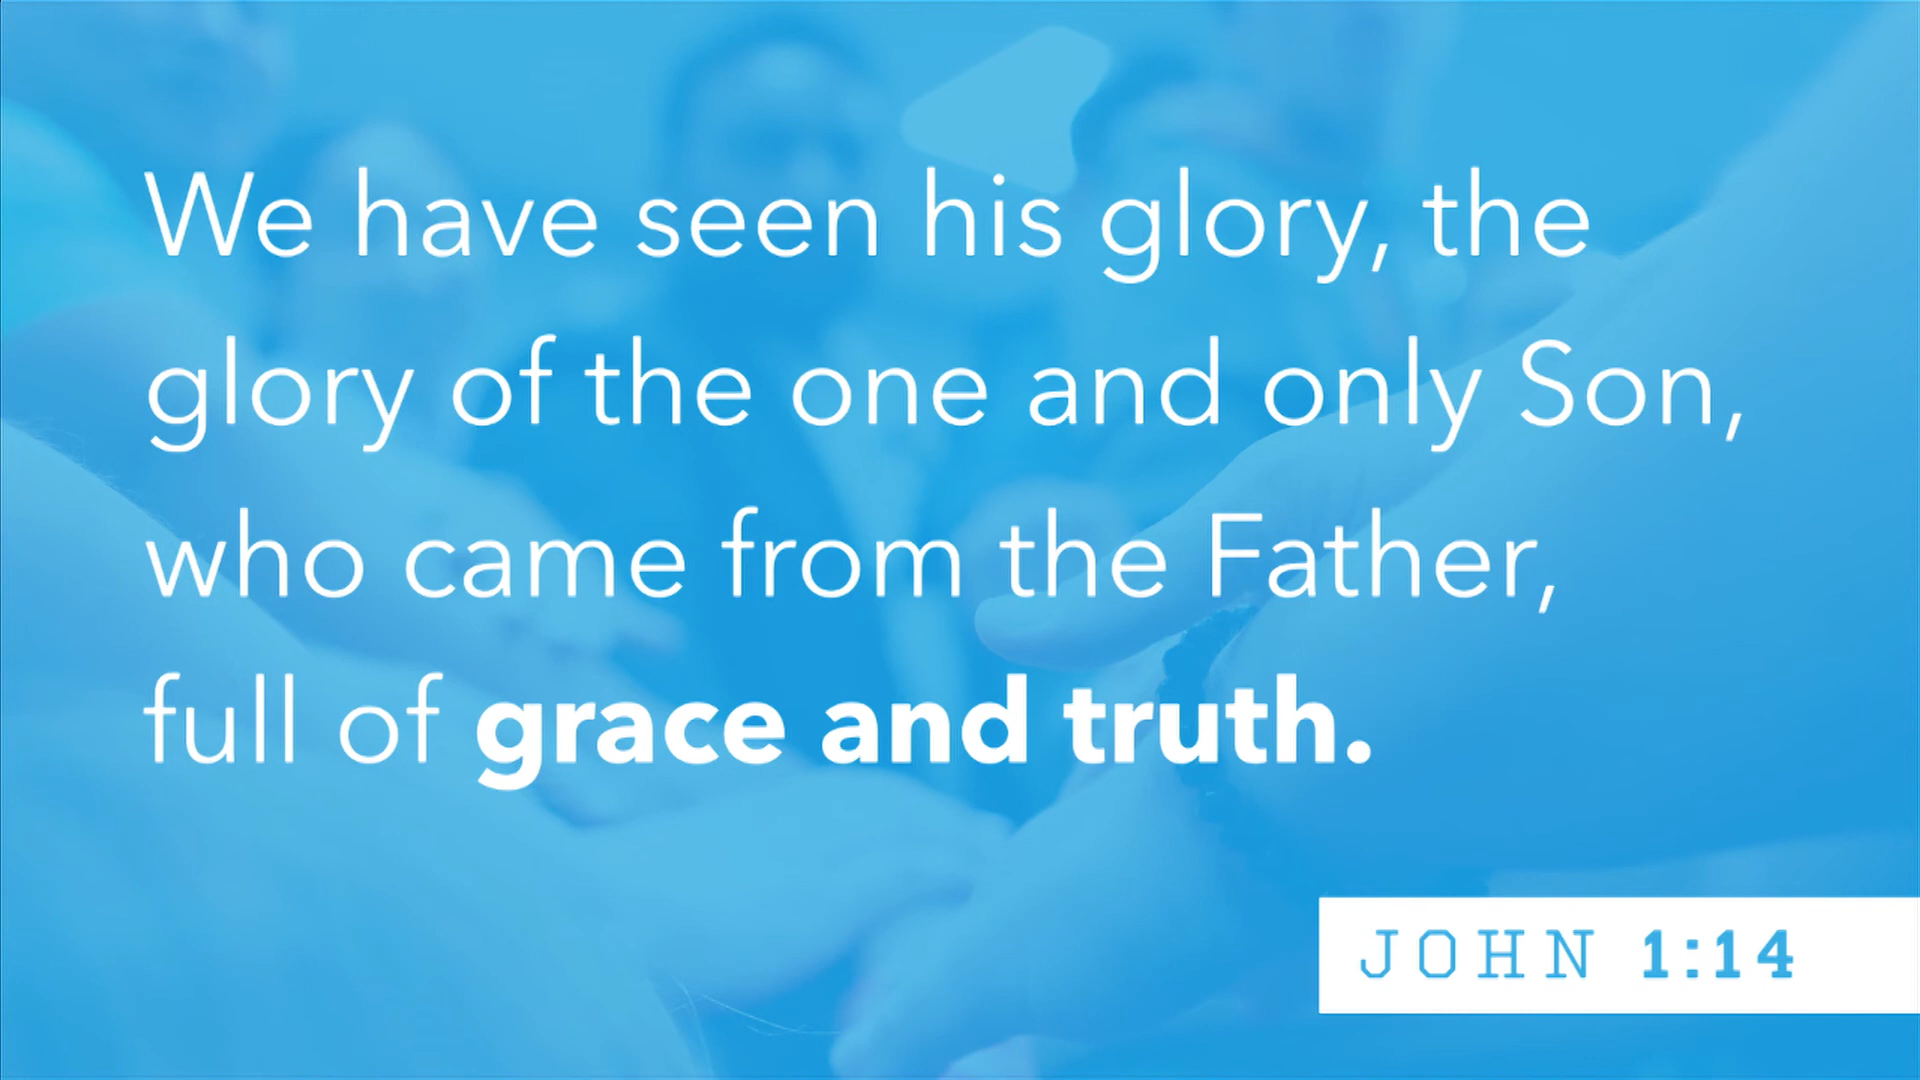 We have seen his glory, the
glory of the one and only Son,
who came from the Father,
full of grace and truth.
JOHN 1:14